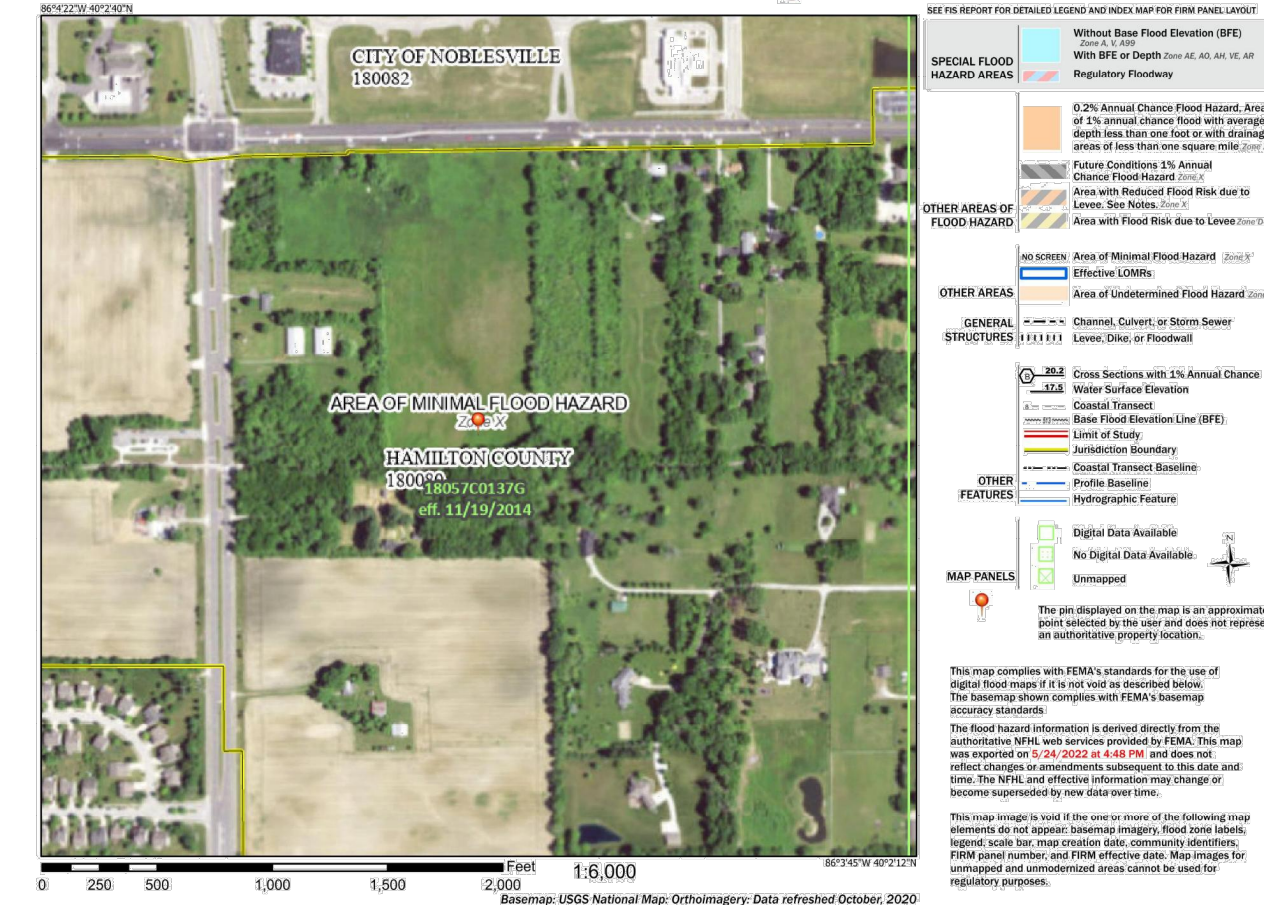 86°4'22"W 40°2'40"N
CITY OF NOBLESVILLE
180082
AREA OF MINIMAL FLOOD HAZARD
Zone X
HAMILTON COUNTY
180080
18057C0137G
eff. 11/19/2014
86°3'45"W 40°2'12"N
Feet
1:6,000
0
250
500
1,000
1,500
2,000
Basemap: USGS National Map: Orthoimagery: Data refreshed October, 2020
SEE FIS REPORT FOR DETAILED LEGEND AND INDEX MAP FOR FIRM PANEL LAYOUT
SPECIAL FLOOD
HAZARD AREAS
Without Base Flood Elevation (BFE)
Zone A, V, A99
With BFE or Depth Zone AE, AO, AH, VE, AR
Regulatory Floodway
OTHER AREAS OF
FLOOD HAZARD
0.2% Annual Chance Flood Hazard, Area
of 1% annual chance flood with average
depth less than one foot or with drainag
areas of less than one square mile Zone
Future Conditions 1% Annual
Chance Flood Hazard Zone X
Area with Reduced Flood Risk due to
Levee. See Notes. Zone X
Area with Flood Risk due to Levee Zone D
OTHER AREAS
NO SCREEN Area of Minimal Flood Hazard Zone X
Effective LOMRs
Area of Undetermined Flood Hazard Zone
GENERAL
STRUCTURES
Channel, Culvert, or Storm Sewer
Levee, Dike, or Floodwall
OTHER
FEATURES
B 20.2 Cross Sections with 1% Annual Chance
17.5 Water Surface Elevation
8 Coastal Transect
513 Base Flood Elevation Line (BFE)
Limit of Study
Jurisdiction Boundary
Coastal Transect Baseline
Profile Baseline
Hydrographic Feature
MAP PANELS
Digital Data Available
No Digital Data Available
Unmapped
N
The pin displayed on the map is an approximate
point selected by the user and does not represe
an authoritative property location.
This map complies with FEMA's standards for the use of
digital flood maps if it is not void as described below.
The basemap shown complies with FEMA's basemap
accuracy standards
The flood hazard information is derived directly from the
authoritative NFHL web services provided by FEMA. This map
was exported on 5/24/2022 at 4:48 PM and does not
reflect changes or amendments subsequent to this date and
time. The NFHL and effective information may change or
become superseded by new data over time.
This map image is void if the one or more of the following map
elements do not appear: basemap imagery, flood zone labels,
legend, scale bar, map creation date, community identifiers,
FIRM panel number, and FIRM effective date. Map images for
unmapped and unmodernized areas cannot be used for
regulatory purposes.